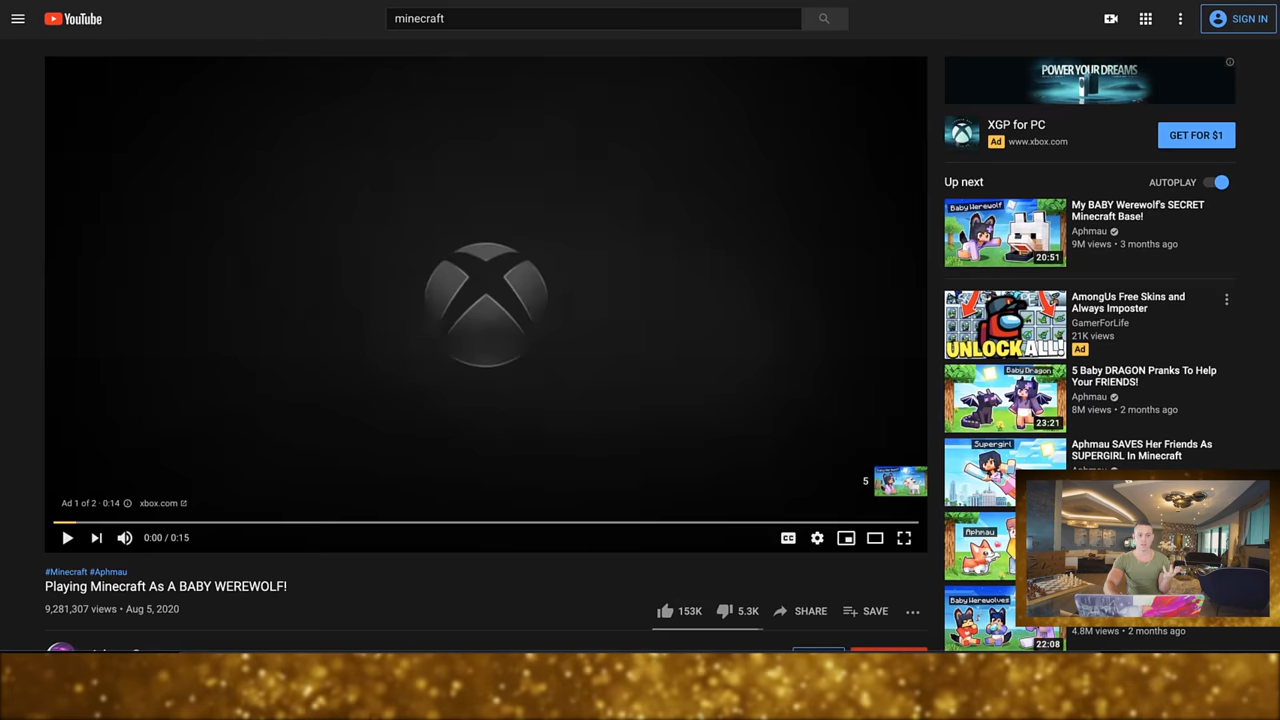 YouTube
minecraft
SIGN IN
POWER YOUR DREAMS
XGP for PC
Ad www.xbox.com
GET FOR $1
Up next
AUTOPLAY
Baby Werewolf
20:51
My BABY Werewolf's SECRET
Minecraft Base!
Aphmau
9M views • 3 months ago
UNLOCK ALL!
AmongUs Free Skins and
Always Imposter
GamerForLife
21K views
Ad
Baby Dragon
23:21
5 Baby DRAGON Pranks To Help
Your FRIENDS!
Aphmau
8M views • 2 months ago
Supergirl
Aphmau SAVES Her Friends As
SUPERGIRL In Minecraft
Aphmau
Baby Werewolves
22:08
4.8M views • 2 months ago
5
Ad 1 of 2 · 0:14 xbox.com
0:00 / 0:15
CC
#Minecraft #Aphmau
Playing Minecraft As A BABY WEREWOLF!
9,281,307 views • Aug 5, 2020
153K
5.3K
SHARE
SAVE